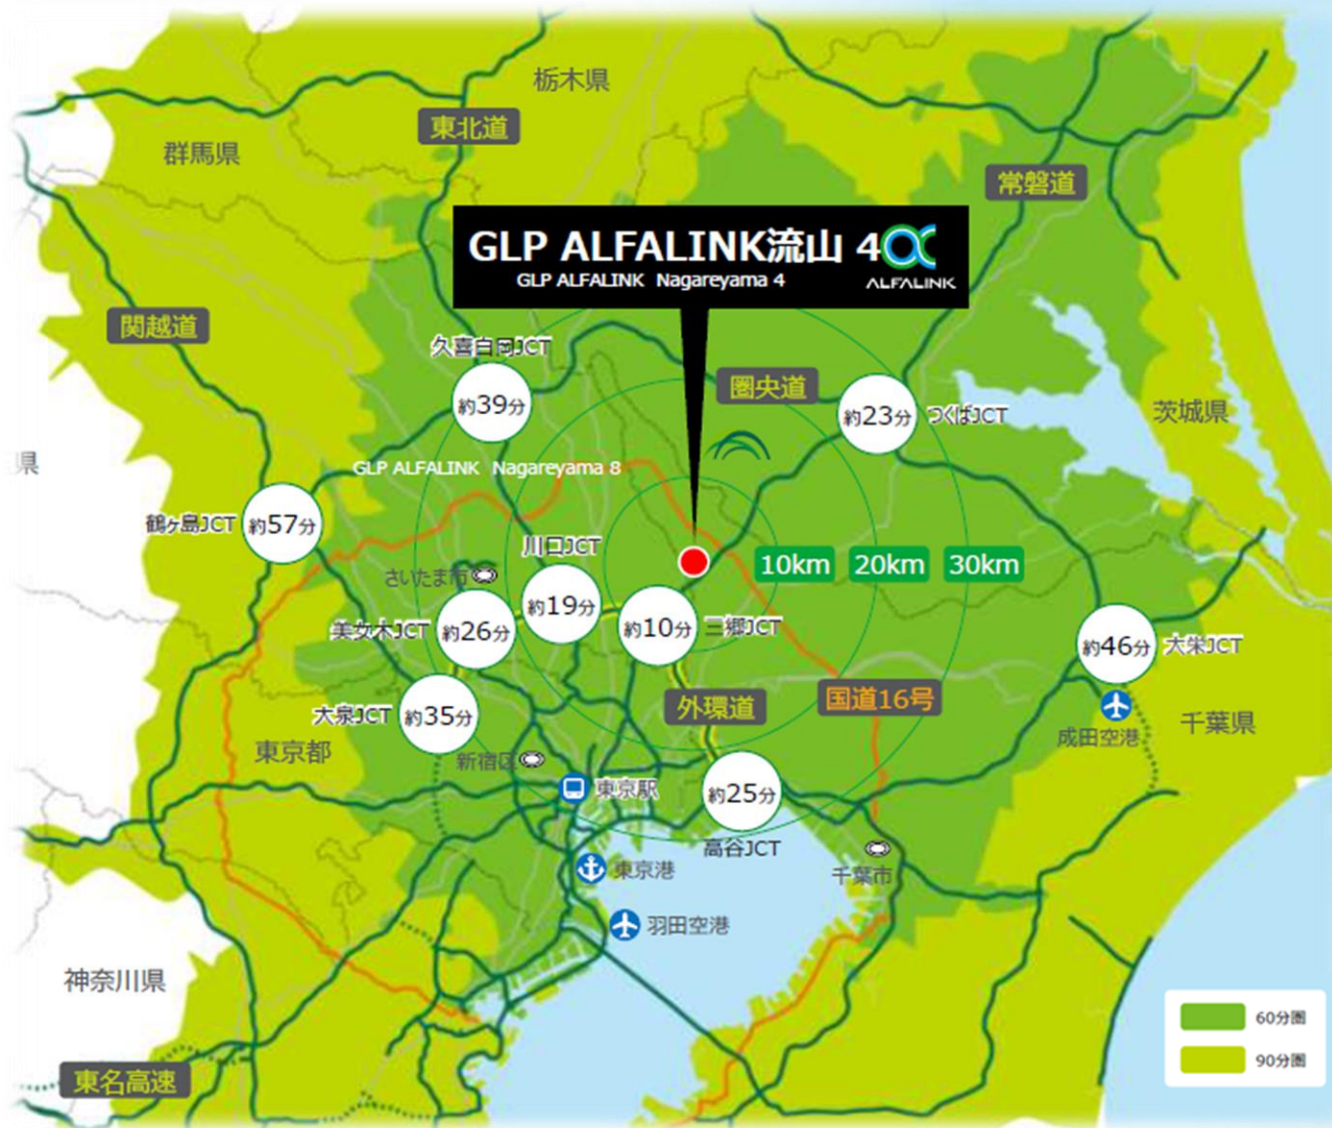 栃木県
東北道
群馬県
常磐道
GLP ALFALINK流山 4
GLP ALFALINK Nagareyama 4
ALFALINK
関越道
久喜白岡JCT
圏央道
約39分
約23分
つくばJCT
茨城県
県
GLP ALFALINK Nagareyama 8
鶴ヶ島JCT
約57分
川口JCT
10km
20km
30km
さいたま市
約19分
美女木JCT
約26分
約10分
三郷JCT
約46分
大栄JCT
外環道
国道16号
大泉JCT
約35分
成田空港
千葉県
東京都
新宿区
東京駅
約25分
高谷JCT
東京港
千葉市
羽田空港
神奈川県
60分圏
90分圏
東名高速